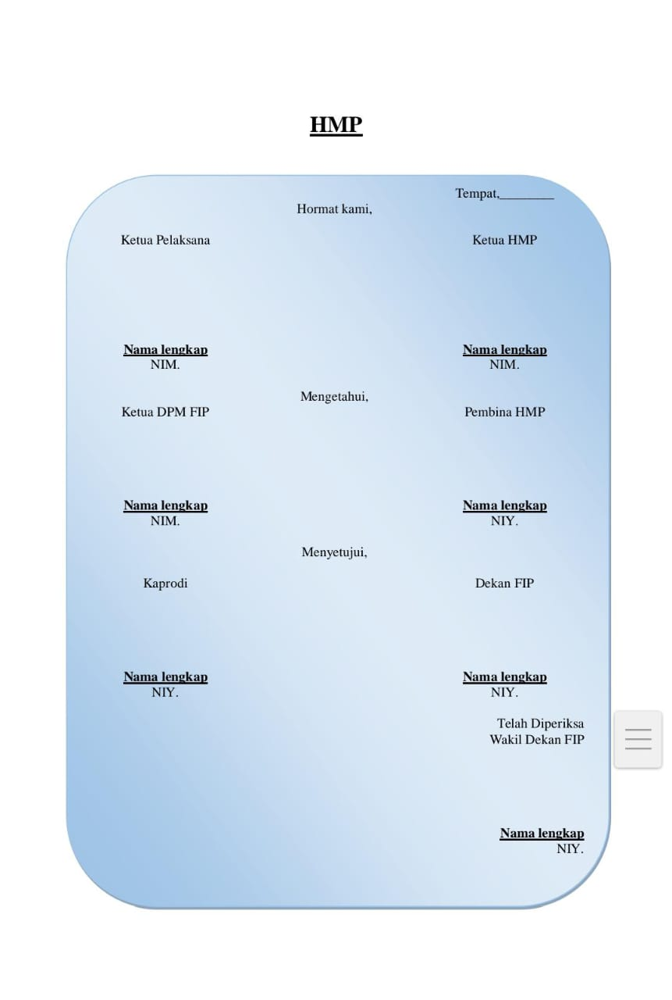 HMP
Tempat,________
Hormat kami,
Ketua Pelaksana Ketua HMP
Nama lengkap Nama lengkap
NIM. NIM.
Mengetahui,
Ketua DPM FIP Pembina HMP
Nama lengkap Nama lengkap
NIM. NIY.
Menyetujui,
Kaprodi Dekan FIP
Nama lengkap Nama lengkap
NIY. NIY.
Telah Diperiksa
Wakil Dekan FIP
Nama lengkap
NIY.